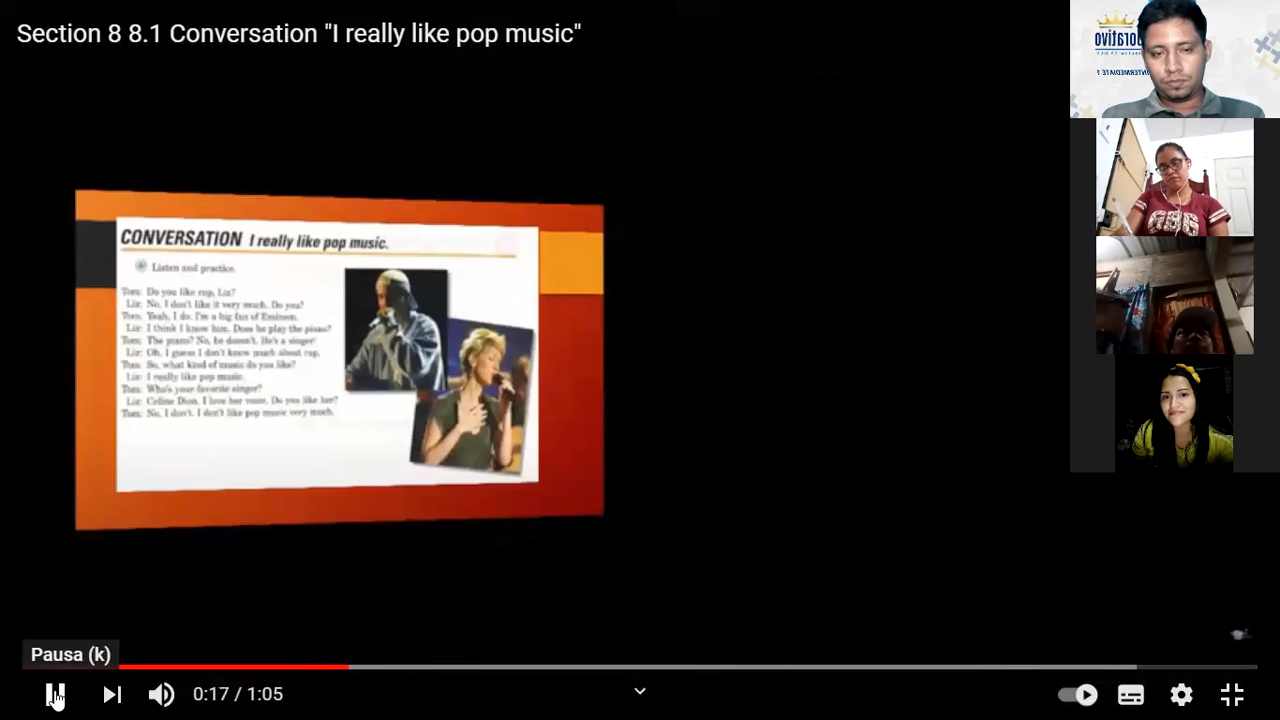 Section 8 8.1 Conversation "I really like pop music"
CONVERSATION I really like pop music.
Listen and practice.
Tom: Do you like rap, Liz?
Liz: No, I don't like it very much. Do you?
Tom: Yeah, I do. I'm a big fan of Eminem.
Liz: I think I know him. Does he play the piano?
Tom: The piano? No, he doesn't. He's a singer
Liz: Oh, I guess I don't know much about rap.
Tom: So, what kind of music do you like?
Liz: I really like pop music.
Tom: Who's your favorite singer?
Liz: Celine Dion. I love her voice. Do you like her?
Tom: No, I don't. I don't like pop music very much.
Pausa (k)
0:17 / 1:05
INTERMEDIATE 1
GBG